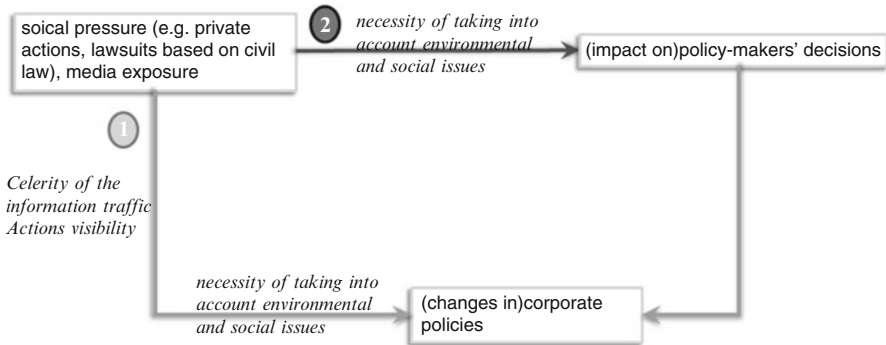 soical pressure (e.g. private
actions, lawsuits based on civil
law), media exposure
2
necessity of taking into
account environmental
and social issues
(impact on)policy-makers' decisions
1
Celerity of the
information traffic
Actions visibility
necessity of taking into
account environmental
and social issues
(changes in)corporate
policies